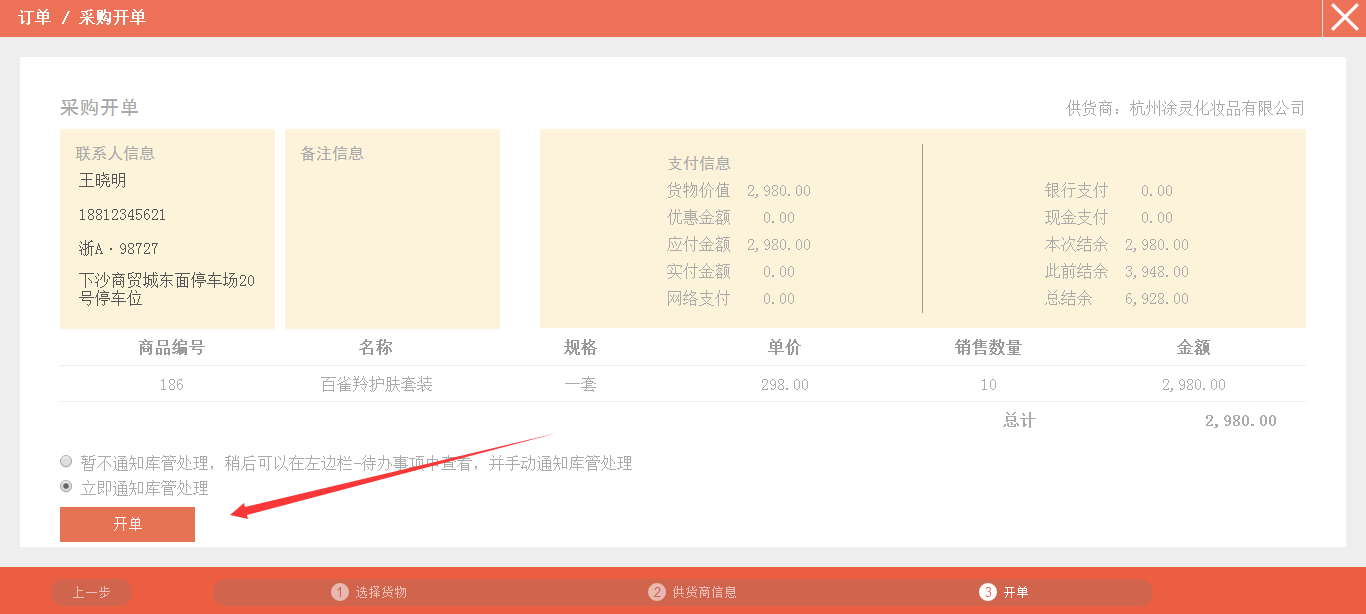 订单 / 采购开单
采购开单
供货商：杭州涂灵化妆品有限公司
联系人信息
王晓明
18812345621
浙A·98727
下沙商贸城东面停车场20
号停车位
备注信息
支付信息
货物价值 2,980.00
优惠金额 0.00
应付金额 2,980.00
实付金额 0.00
网络支付 0.00
银行支付 0.00
现金支付 0.00
本次结余 2,980.00
此前结余 3,948.00
总结余 6,928.00
商品编号 名称 规格 单价 销售数量 金额
186 百雀羚护肤套装 一套 298.00 10 2,980.00
总计 2,980.00
暂不通知库管处理，稍后可以在左边栏-待办事项中查看，并手动通知库管处理
立即通知库管处理
开单
上一步 1 选择货物 2 供货商信息 3 开单